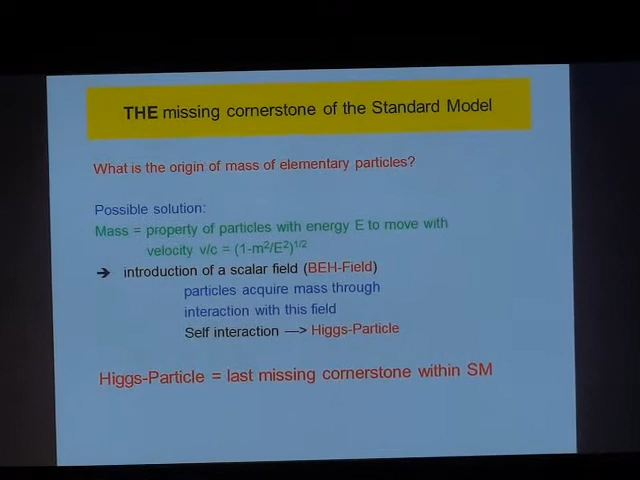 THE missing cornerstone of the Standard Model
What is the origin of mass of elementary particles?
Possible solution:
Mass = property of particles with energy E to move with
velocity v/c = (1-m²/E²)¹/²
➔ introduction of a scalar field (BEH-Field)
particles acquire mass through
interaction with this field
Self interaction —> Higgs-Particle
Higgs-Particle = last missing cornerstone within SM